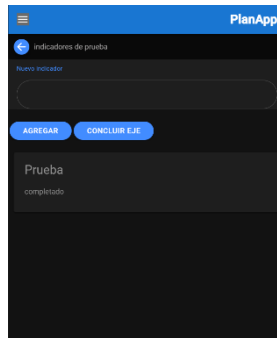 PlanApp
indicadores de prueba
Nuevo indicador
AGREGAR CONCLUIR EJE
Prueba
completado